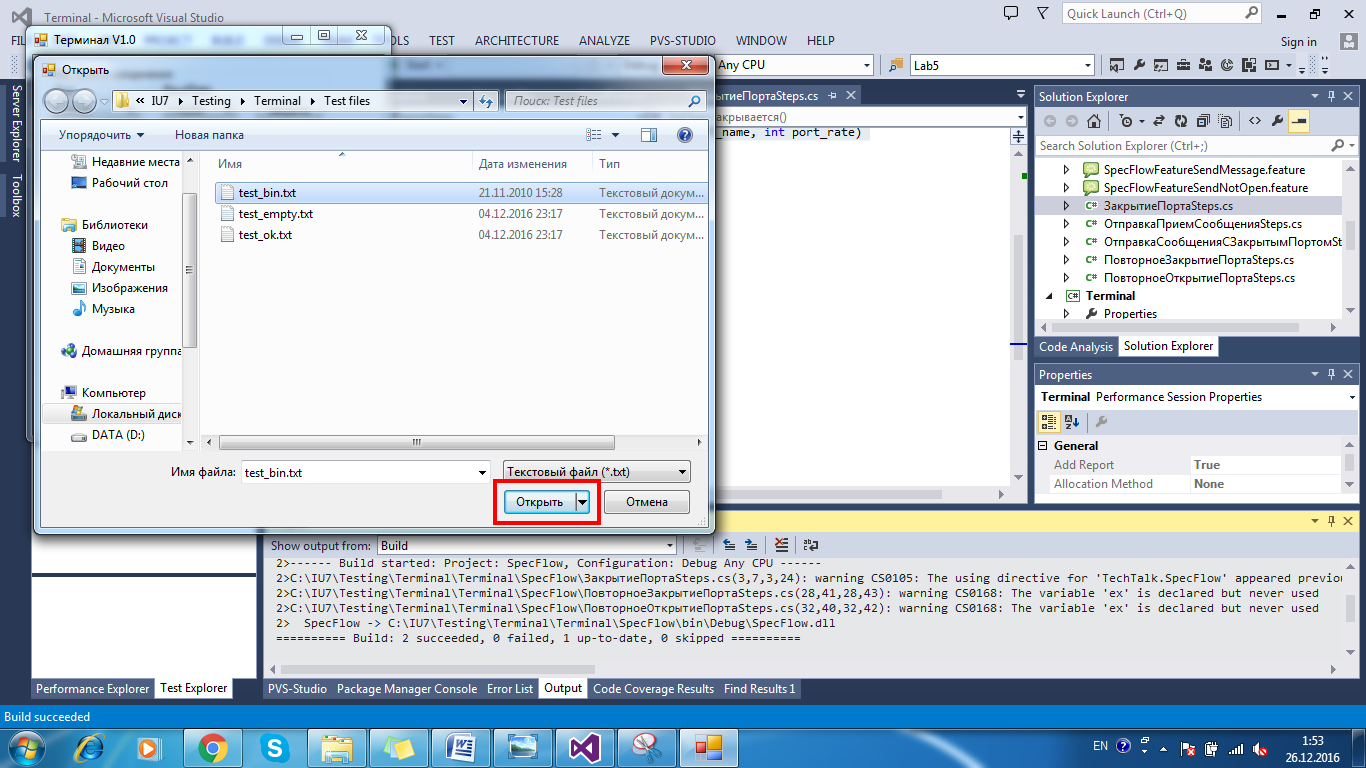 Terminal - Microsoft Visual Studio
Quick Launch (Ctrl+Q)
Терминал V1.0
TEST ARCHITECTURE ANALYZE PVS-STUDIO WINDOW HELP
Sign in
Any CPU
Lab5
Server Explorer
Toolbox
Открыть
« IU7 Testing Terminal Test files
Поиск: Test files
Упорядочить
Новая папка
Имя
Дата изменения
Тип
test_bin.txt 21.11.2010 15:28 Текстовый докум...
test_empty.txt 04.12.2016 23:17 Текстовый докум...
test_ok.txt 04.12.2016 23:17 Текстовый докум...
Недавние места
Рабочий стол
Библиотеки
Видео
Документы
Изображения
Музыка
Домашняя группа
Компьютер
Локальный диск
DATA (D:)
Имя файла: test_bin.txt
Текстовый файл (*.txt)
Открыть
Отмена
тиеПортаSteps.cs
акрывается()
_name, int port_rate)
Solution Explorer
Search Solution Explorer (Ctrl+;)
SpecFlowFeatureSendMessage.feature
SpecFlowFeatureSendNotOpen.feature
ЗакрытиеПортаSteps.cs
ОтправкаПриемСообщенияSteps.cs
ОтправкаСообщенияСЗакрытымПортомSt
ПовторноеЗакрытиеПортаSteps.cs
ПовторноеОткрытиеПортаSteps.cs
Terminal
Properties
Code Analysis Solution Explorer
Properties
Terminal Performance Session Properties
General
Add Report True
Allocation Method None
Show output from: Build
2>------ Build started: Project: SpecFlow, Configuration: Debug Any CPU ------
2>C:\IU7\Testing\Terminal\Terminal\SpecFlow\ЗакрытиеПортаSteps.cs(3,7,3,24): warning CS0105: The using directive for 'TechTalk.SpecFlow' appeared previou
2>C:\IU7\Testing\Terminal\Terminal\SpecFlow\ПовторноеЗакрытиеПортаSteps.cs(28,41,28,43): warning CS0168: The variable 'ex' is declared but never used
2>C:\IU7\Testing\Terminal\Terminal\SpecFlow\ПовторноеОткрытиеПортаSteps.cs(32,40,32,42): warning CS0168: The variable 'ex' is declared but never used
2> SpecFlow -> C:\IU7\Testing\Terminal\Terminal\SpecFlow\bin\Debug\SpecFlow.dll
========== Build: 2 succeeded, 0 failed, 1 up-to-date, 0 skipped ==========
Performance Explorer Test Explorer
PVS-Studio Package Manager Console Error List Output Code Coverage Results Find Results 1
Build succeeded
EN
1:53
26.12.2016